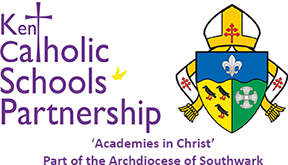 Kent
Catholic
Schools
Partnership
‘Academies in Christ’
Part of the Archdiocese of Southwark